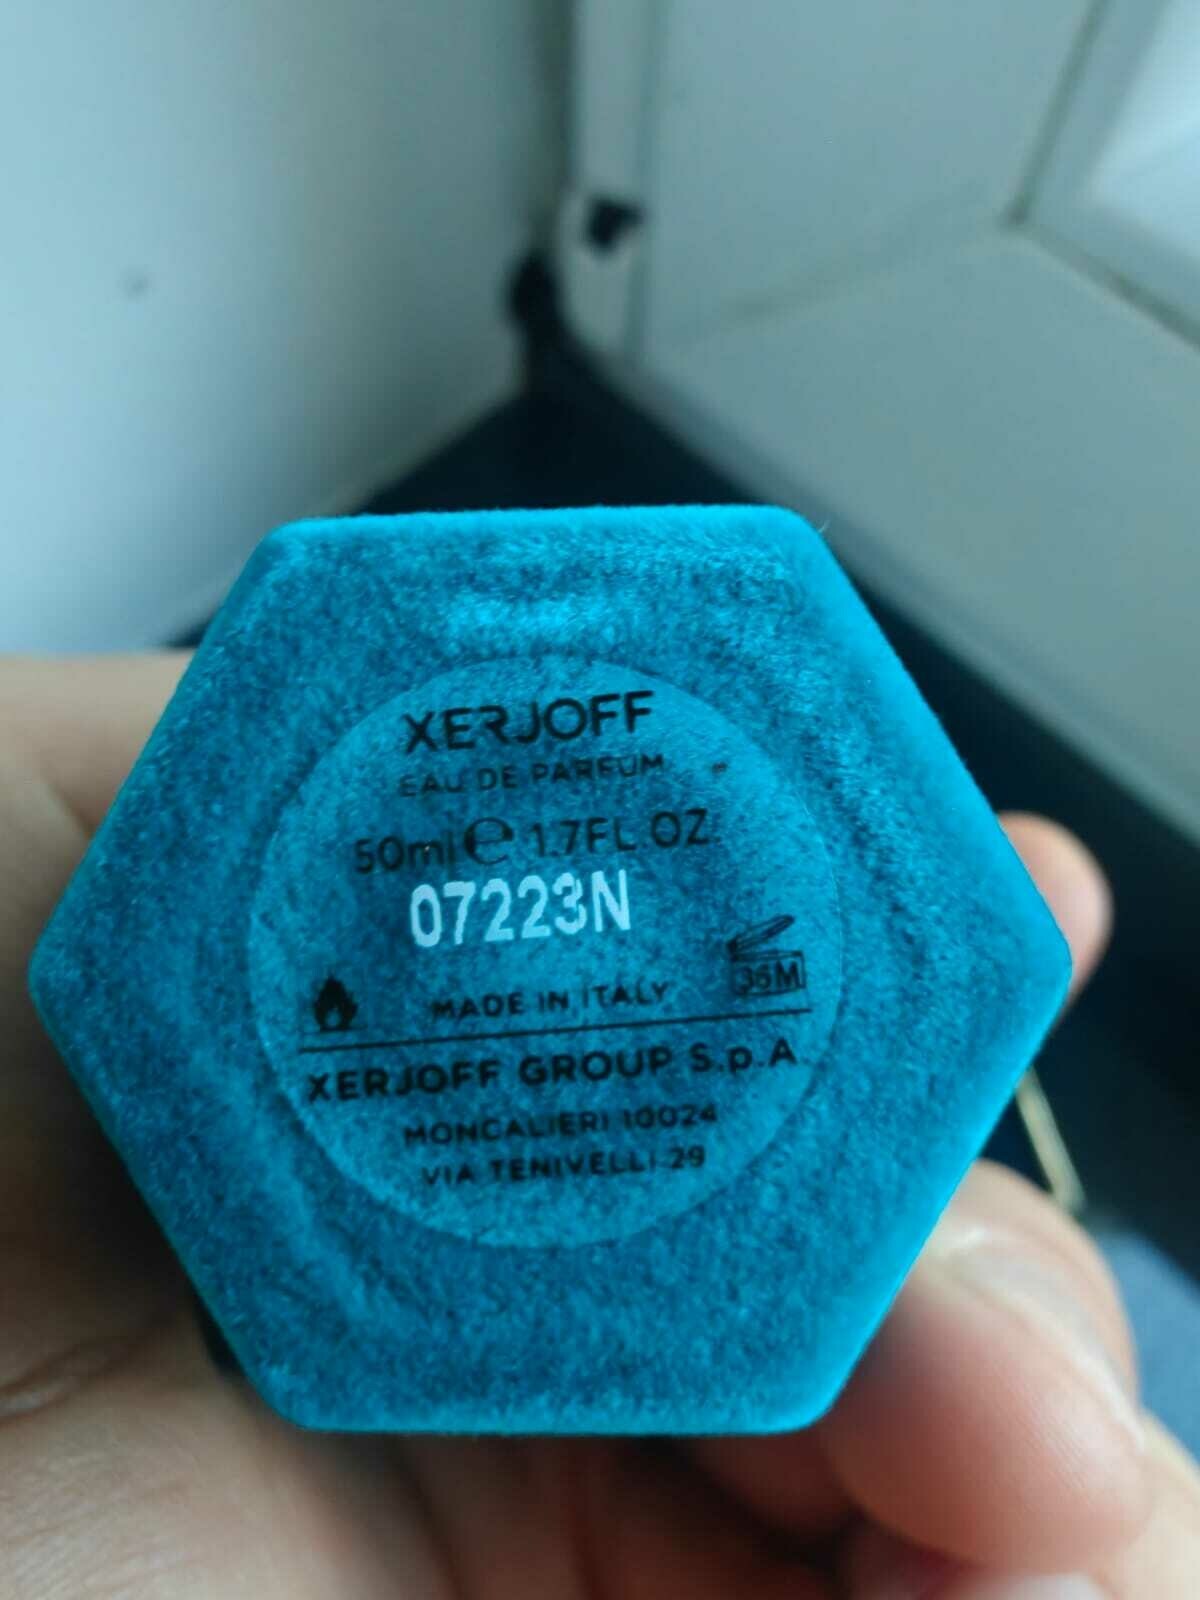 XERJOFF
EAU DE PARFUM
50ml e 1.7FL OZ.
07223N
36M
MADE IN ITALY
XERJOFF GROUP S.p.A
MONCALIERI 10024
VIA TENIVELLI 29